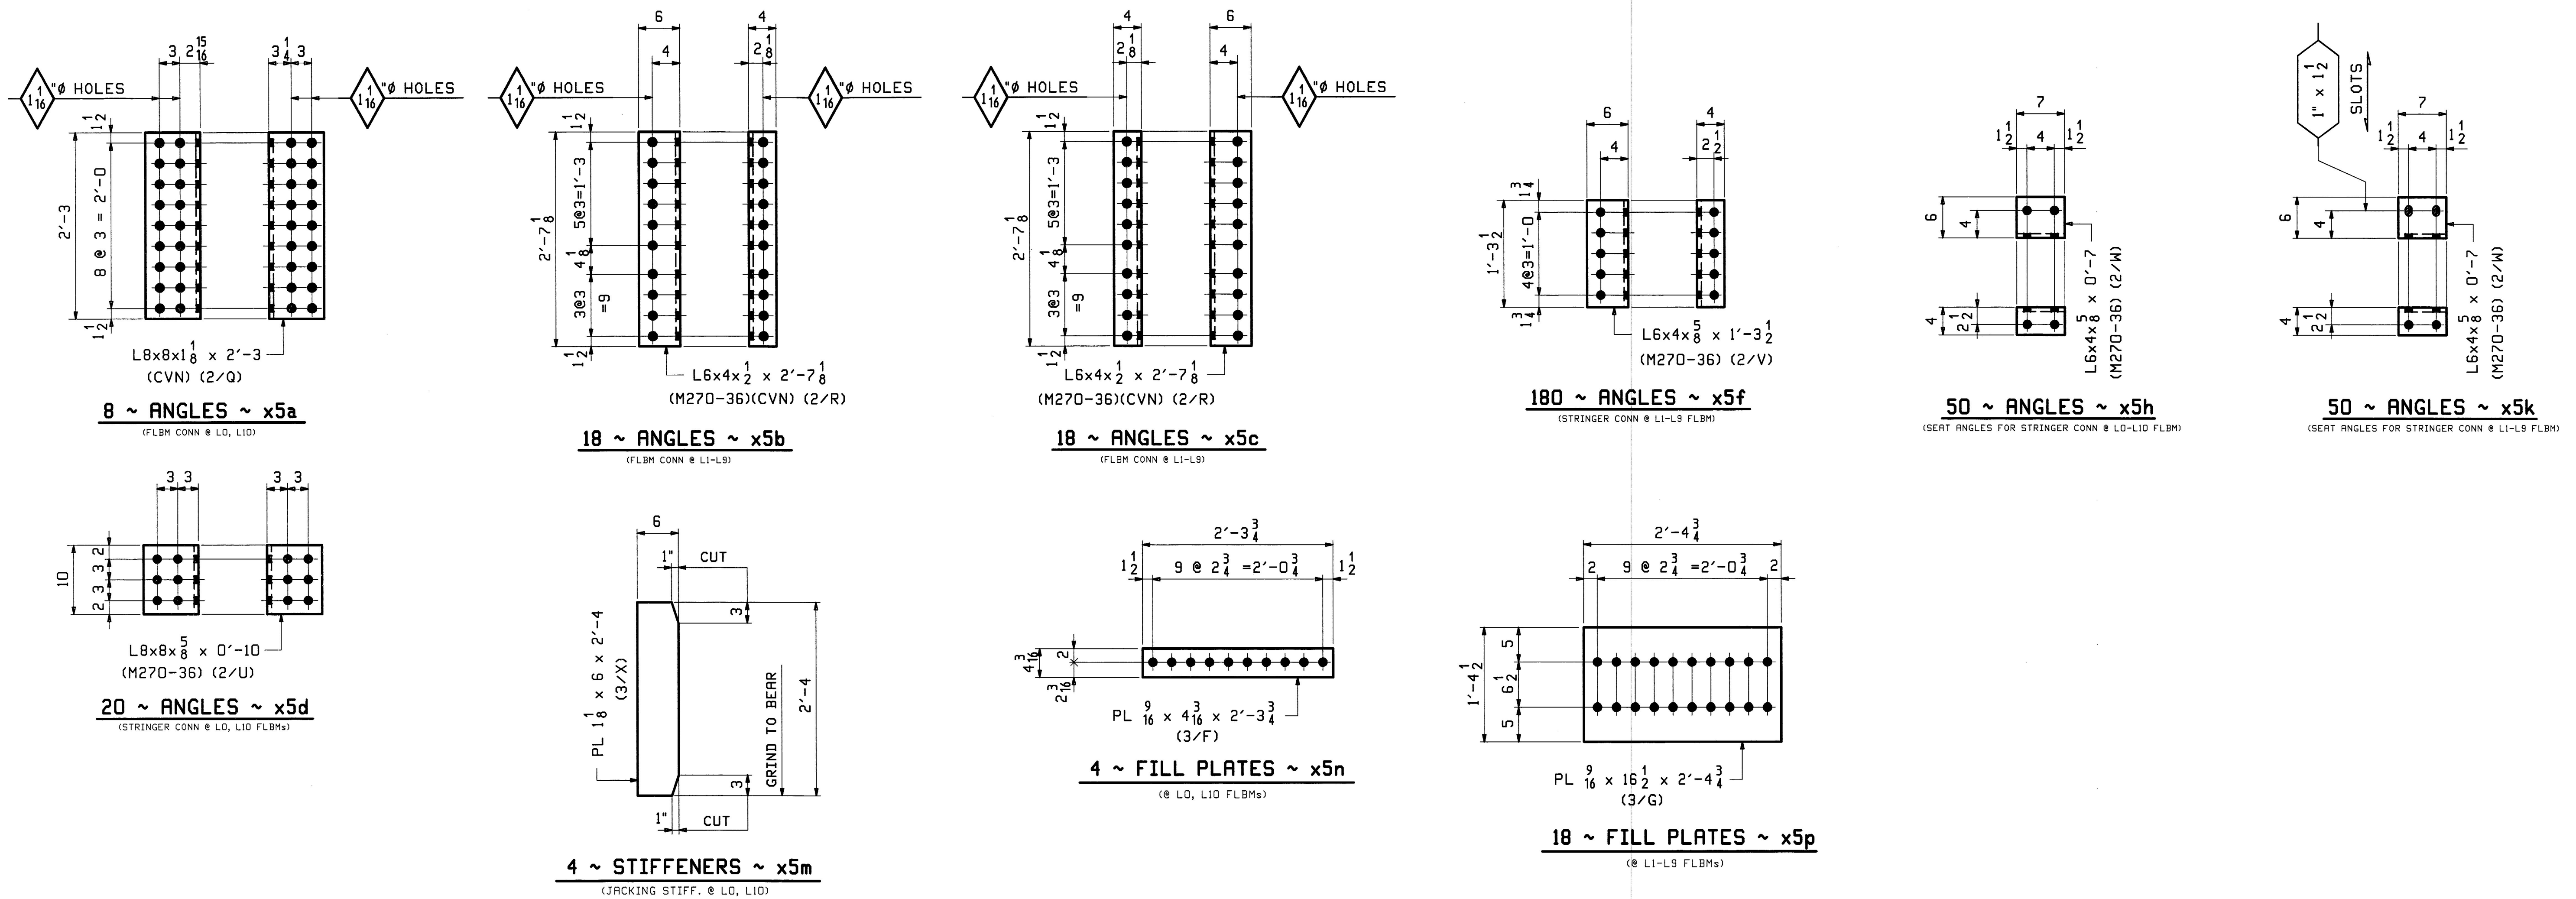 3 2 15/16
3 1/4 3
1 1/16 "Ø HOLES
1 1/16 "Ø HOLES
1 1/2
8 @ 3 = 2'-0
2'-3
1 1/2
L8x8x1 1/8 x 2'-3
(CVN) (2/Q)
8 ~ ANGLES ~ x5a
(FLBM CONN @ L0, L10)
6
4
4
2 1/8
1 1/16 "Ø HOLES
1 1/16 "Ø HOLES
1 1/2
5@3=1'-3
2'-7 1/8
4 1/8
3@3
=9
1 1/2
L6x4x 1/2 x 2'-7 1/8
(M270-36)(CVN) (2/R)
18 ~ ANGLES ~ x5b
(FLBM CONN @ L1-L9)
4
6
2 1/8
4
1 1/16 "Ø HOLES
1 1/16 "Ø HOLES
1 1/2
5@3=1'-3
2'-7 1/8
4 1/8
3@3
=9
1 1/2
L6x4x 1/2 x 2'-7 1/8
(M270-36)(CVN) (2/R)
18 ~ ANGLES ~ x5c
(FLBM CONN @ L1-L9)
6
4
4
2 1/2
1 3/4
4@3=1'-0
1'-3 1/2
1 3/4
L6x4x 5/8 x 1'-3 1/2
(M270-36) (2/V)
180 ~ ANGLES ~ x5f
(STRINGER CONN @ L1-L9 FLBM)
7
1 1/2 4 1 1/2
6
4
4
2 1/2
L6x4x 5/8 x 0'-7
(M270-36) (2/W)
50 ~ ANGLES ~ x5h
(SEAT ANGLES FOR STRINGER CONN @ L0-L10 FLBM)
1" x 1 1/2
SLOTS
7
1 1/2 4 1 1/2
6
4
4
2 1/2
L6x4x 5/8 x 0'-7
(M270-36) (2/W)
50 ~ ANGLES ~ x5k
(SEAT ANGLES FOR STRINGER CONN @ L1-L9 FLBM)
3 3
3 3
10
2
3
3
2
L8x8x 5/8 x 0'-10
(M270-36) (2/U)
20 ~ ANGLES ~ x5d
(STRINGER CONN @ L0, L10 FLBMs)
6
1" CUT
3
PL 1 1/8 x 6 x 2'-4
(3/X)
GRIND TO BEAR
2'-4
3
1" CUT
4 ~ STIFFENERS ~ x5m
(JACKING STIFF. @ L0, L10)
2'-3 3/4
1 1/2 9 @ 2 3/4 =2'-0 3/4 1 1/2
4 3/16
2
2 3/16
PL 9/16 x 4 3/16 x 2'-3 3/4
(3/F)
4 ~ FILL PLATES ~ x5n
(@ L0, L10 FLBMs)
2'-4 3/4
2 9 @ 2 3/4 =2'-0 3/4 2
1'-4 1/2
5
6 1/2
5
PL 9/16 x 16 1/2 x 2'-4 3/4
(3/G)
18 ~ FILL PLATES ~ x5p
(@ L1-L9 FLBMs)